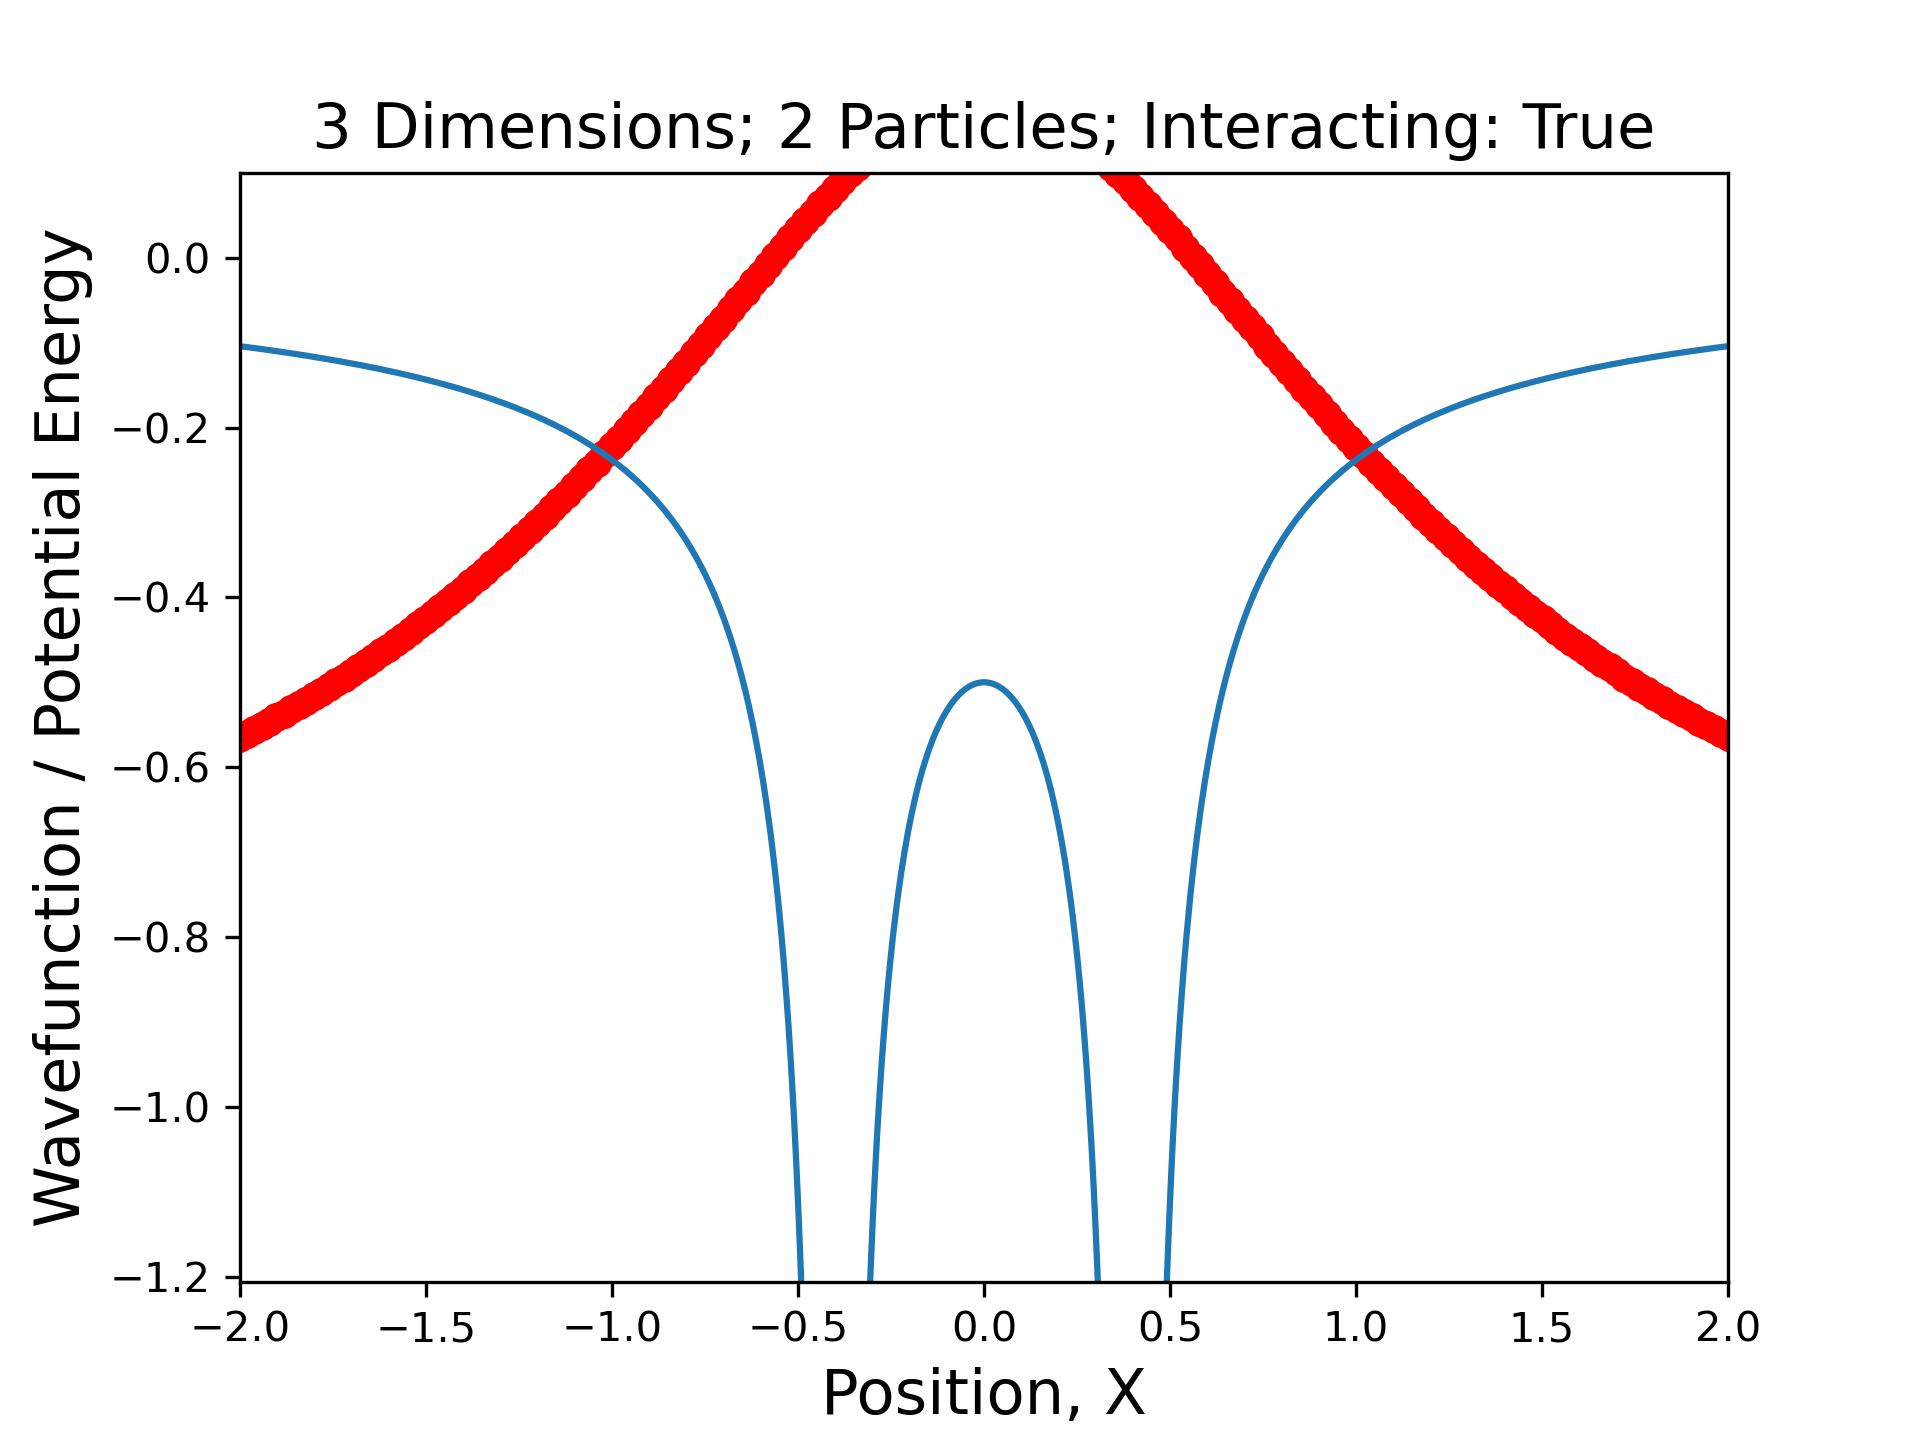 3 Dimensions; 2 Particles; Interacting: True
Wavefunction / Potential Energy
0.0
−0.2
−0.4
−0.6
−0.8
−1.0
−1.2
−2.0 −1.5 −1.0 −0.5 0.0 0.5 1.0 1.5 2.0
Position, X